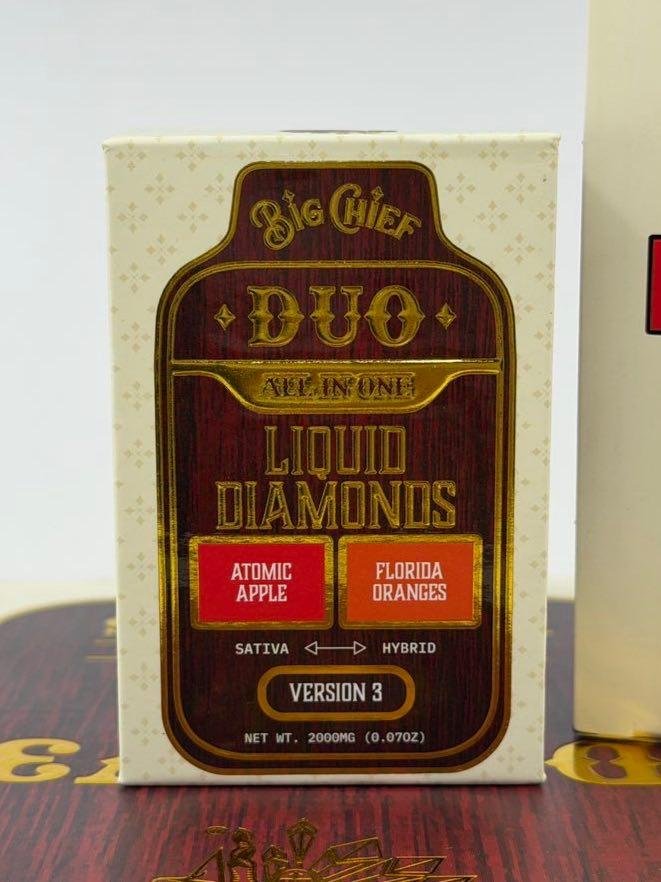 BIG CHIEF
DUO
ALL IN ONE
LIQUID
DIAMONDS
ATOMIC
APPLE
FLORIDA
ORANGES
SATIVA
HYBRID
VERSION 3
NET WT. 2000MG (0.07OZ)